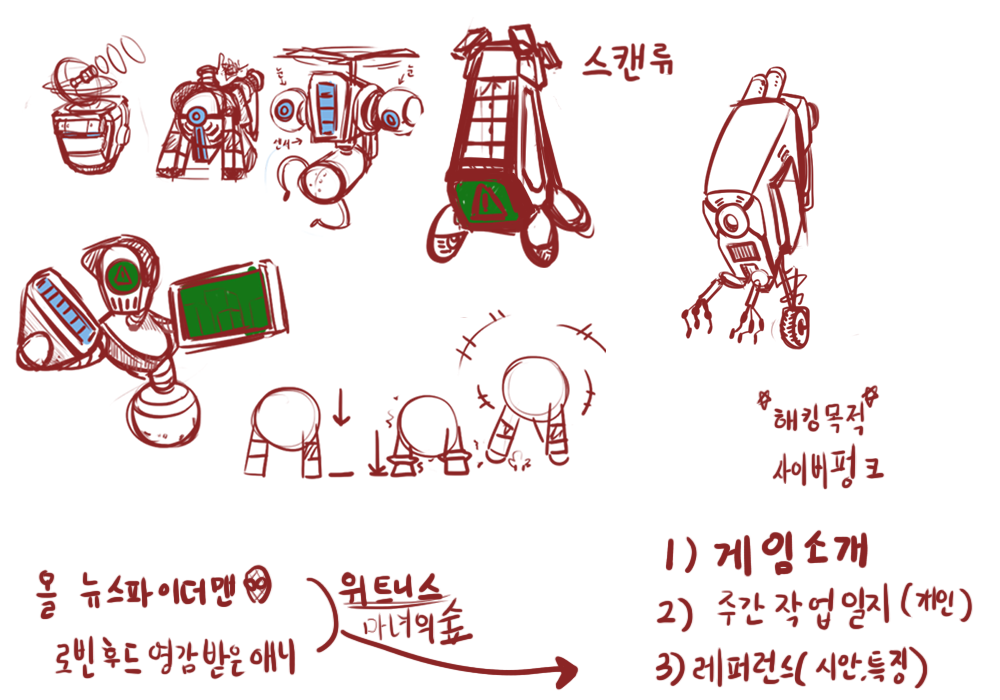 스캔류
눈
눈
해킹목적
사이버펑크
올 뉴스파이더맨
로빈후드 영감받은애니
위트니스
마녀의숲
1) 게임소개
2) 주간작업일지(개인)
3)레퍼런스(시안,특징)